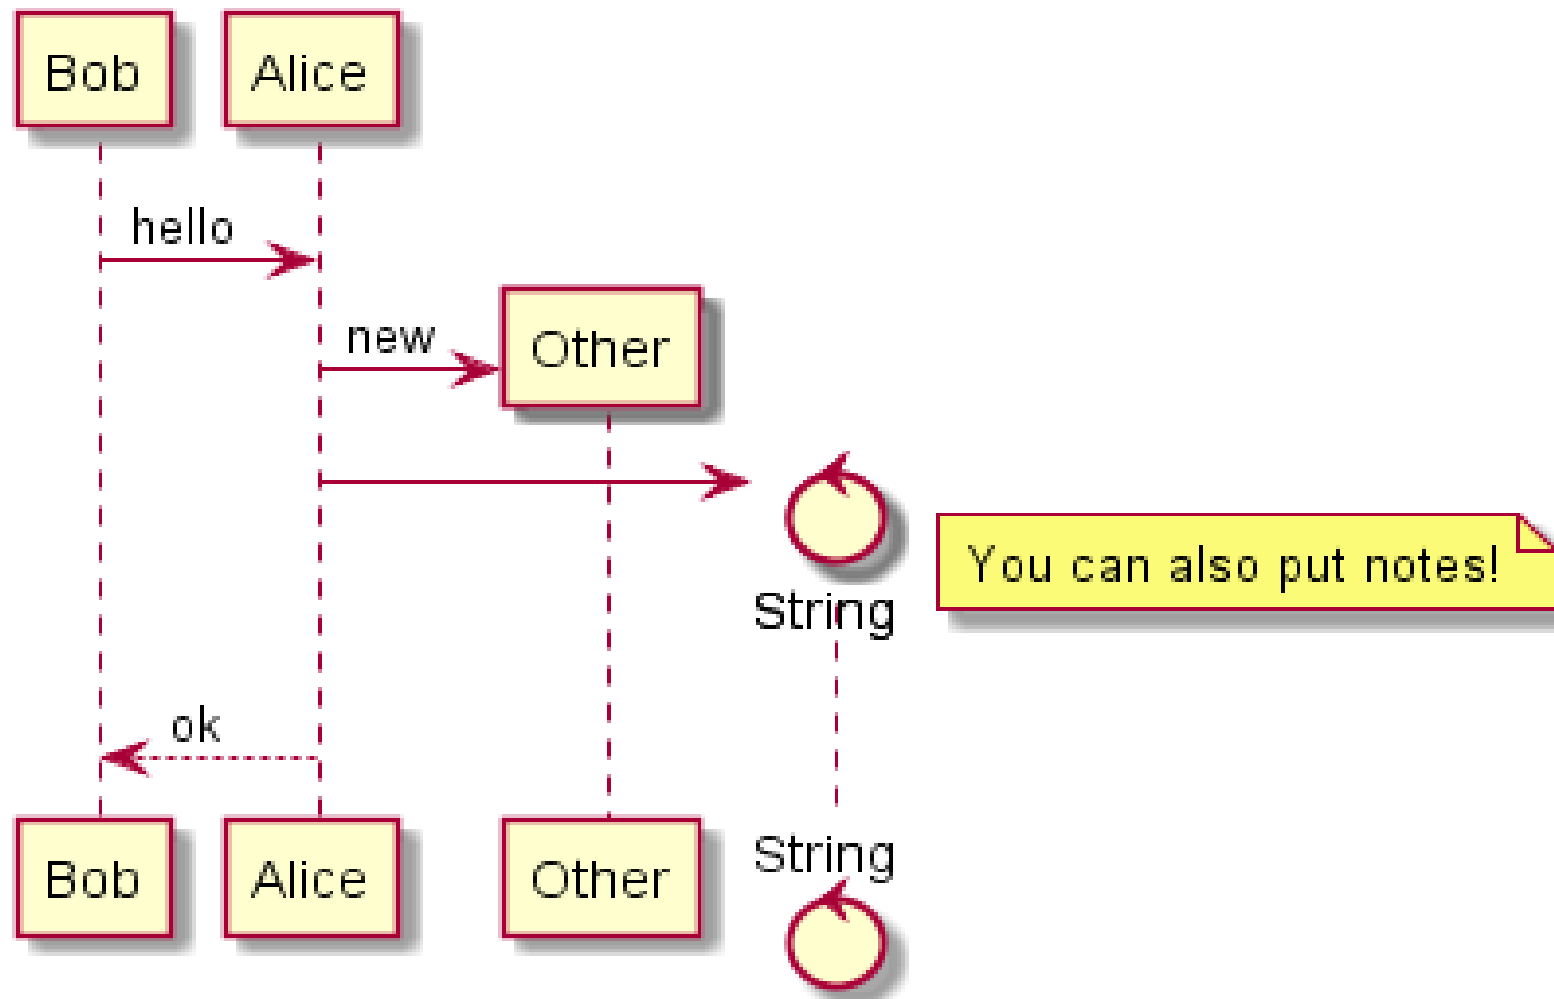 Bob
Alice
hello
new
Other
You can also put notes!
String
ok
Bob
Alice
Other
String